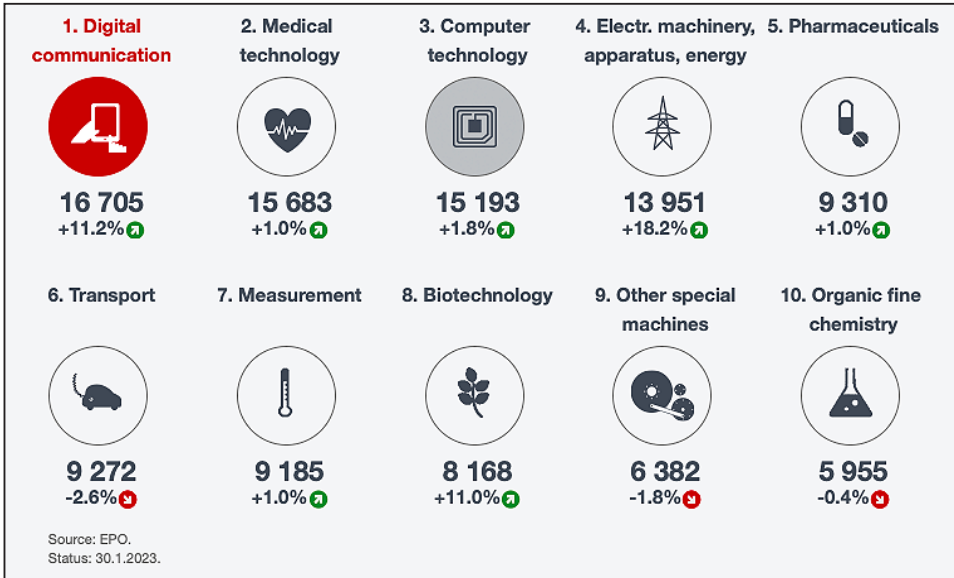 1. Digital
communication
2. Medical
technology
3. Computer
technology
4. Electr. machinery,
apparatus, energy
5. Pharmaceuticals
16 705
+11.2%
15 683
+1.0%
15 193
+1.8%
13 951
+18.2%
9 310
+1.0%
6. Transport
7. Measurement
8. Biotechnology
9. Other special
machines
10. Organic fine
chemistry
9 272
-2.6%
9 185
+1.0%
8 168
+11.0%
6 382
-1.8%
5 955
-0.4%
Source: EPO.
Status: 30.1.2023.